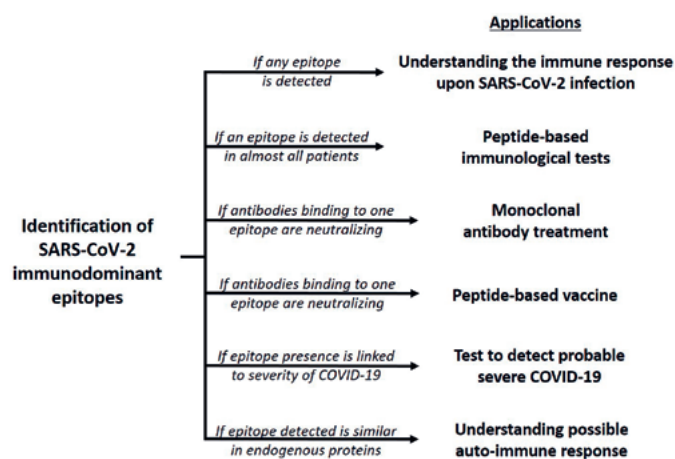 Applications
If any epitope
is detected
Understanding the immune response
upon SARS-CoV-2 infection
If an epitope is detected
in almost all patients
Peptide-based
immunological tests
Identification of
SARS-CoV-2
immunodominant
epitopes
If antibodies binding to one
epitope are neutralizing
Monoclonal
antibody treatment
If antibodies binding to one
epitope are neutralizing
Peptide-based vaccine
If epitope presence is linked
to severity of COVID-19
Test to detect probable
severe COVID-19
If epitope detected is similar
in endogenous proteins
Understanding possible
auto-immune response